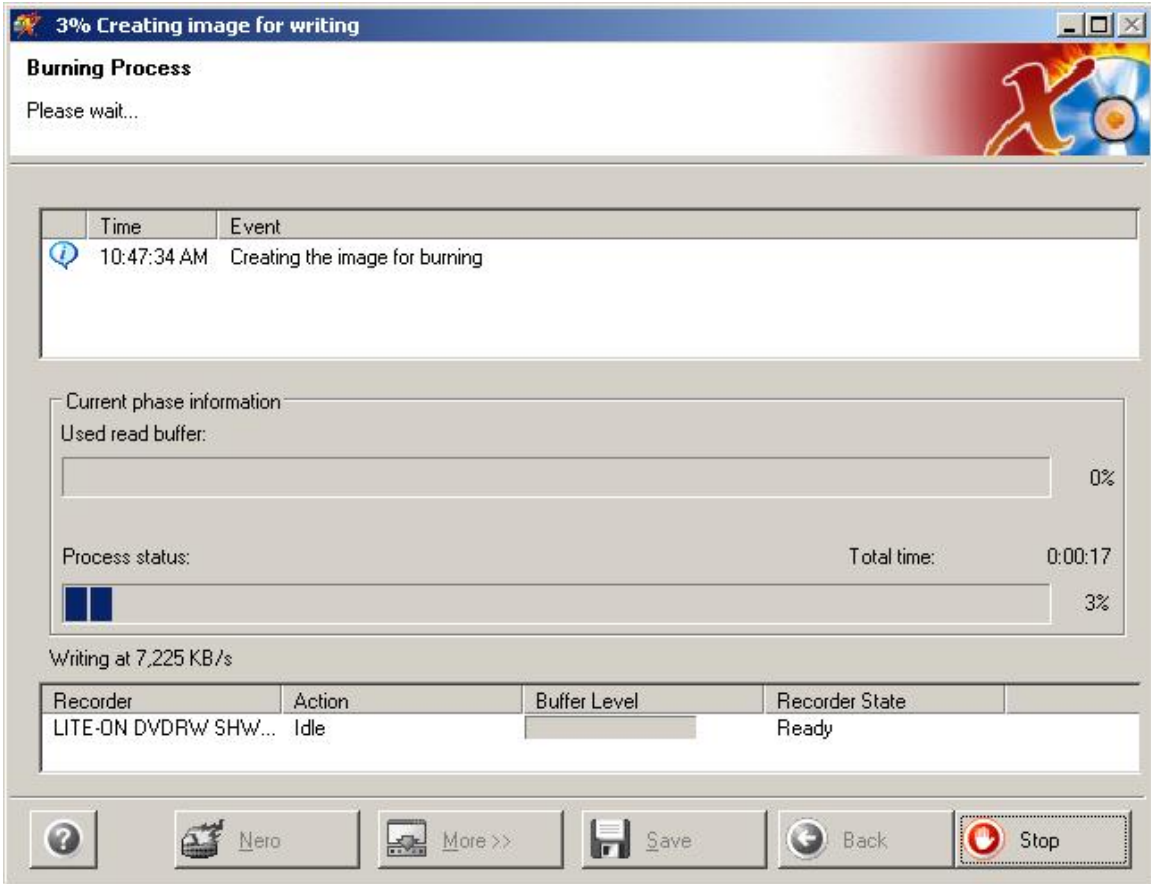 3% Creating image for writing
Burning Process
Please wait...
Time Event
10:47:34 AM Creating the image for burning
Current phase information
Used read buffer:
0%
Process status: Total time: 0:00:17
3%
Writing at 7,225 KB/s
Recorder Action Buffer Level Recorder State
LITE-ON DVDRW SHW... Idle Ready
? Nero More >> Save Back Stop